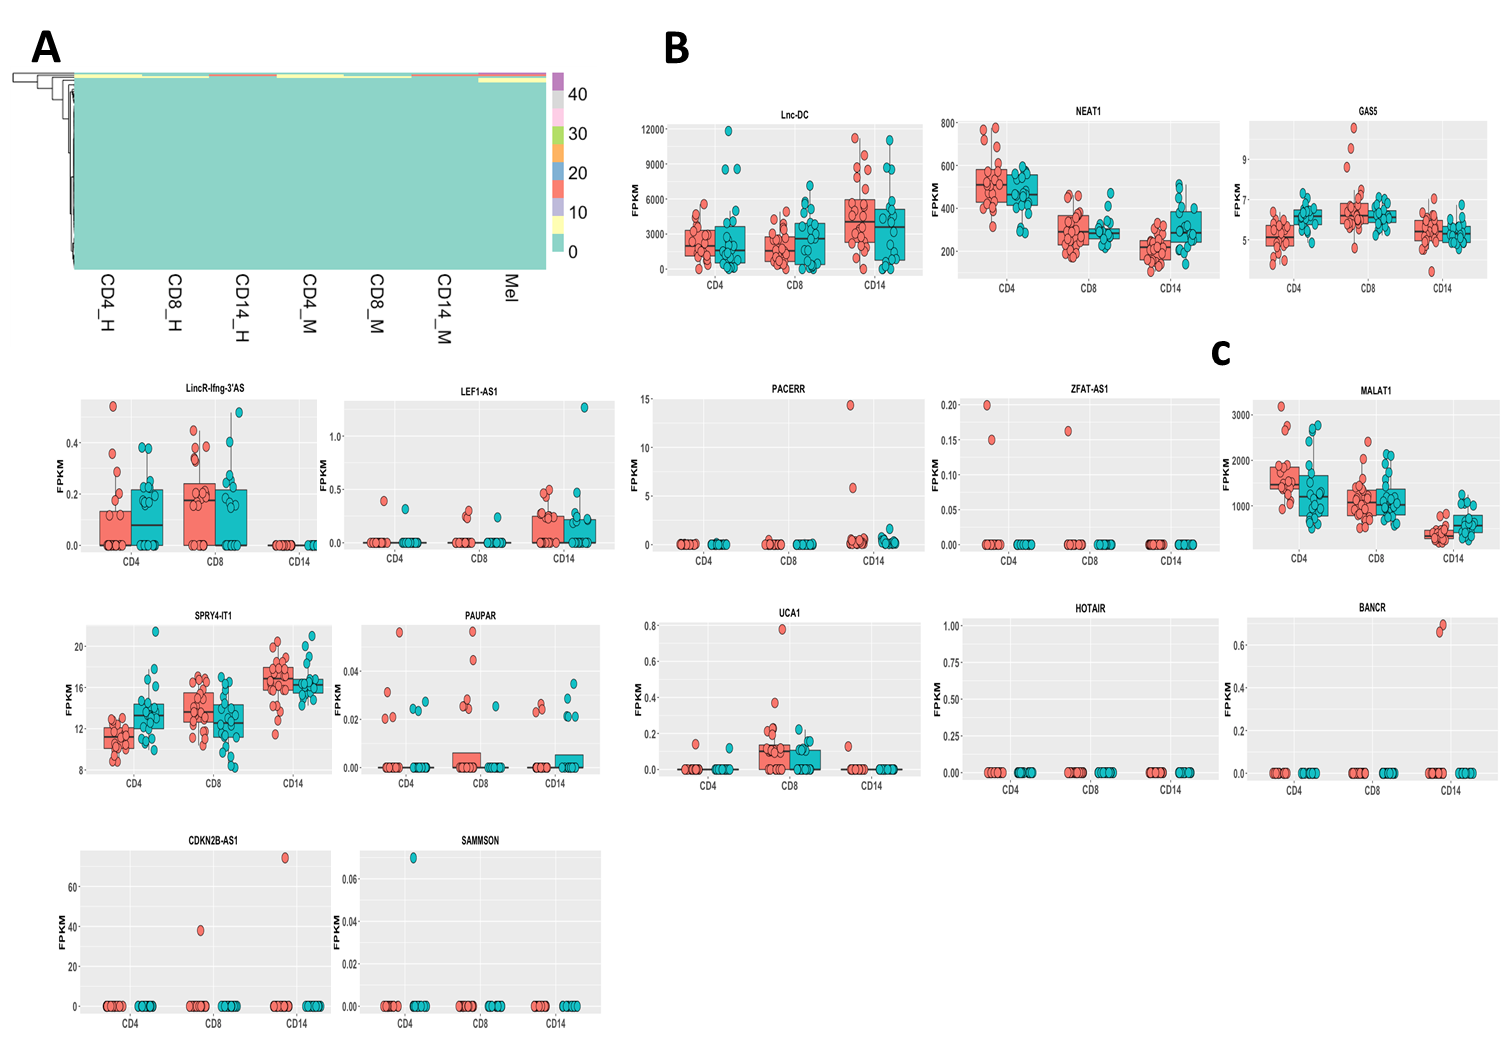 A
40
30
20
10
0
CD4_H
CD8_H
CD14_H
CD4_M
CD8_M
CD14_M
Mel
B
Lnc-DC
FPKM
12000
9000
6000
3000
0
CD4
CD8
CD14
NEAT1
FPKM
800
600
400
200
CD4
CD8
CD14
GAS5
FPKM
9
7
5
CD4
CD8
CD14
LincR-Ifng-3'AS
FPKM
0.4
0.2
0.0
CD4
CD8
CD14
LEF1-AS1
FPKM
1.0
0.5
0.0
CD4
CD8
CD14
PACERR
FPKM
15
10
5
0
CD4
CD8
CD14
ZFAT-AS1
FPKM
0.20
0.15
0.10
0.05
0.00
CD4
CD8
CD14
C
MALAT1
FPKM
3000
2000
1000
CD4
CD8
CD14
SPRY4-IT1
FPKM
20
16
12
8
CD4
CD8
CD14
PAUPAR
FPKM
0.04
0.02
0.00
CD4
CD8
CD14
UCA1
FPKM
0.8
0.6
0.4
0.2
0.0
CD4
CD8
CD14
HOTAIR
FPKM
1.00
0.75
0.50
0.25
0.00
CD4
CD8
CD14
BANCR
FPKM
0.6
0.4
0.2
0.0
CD4
CD8
CD14
CDKN2B-AS1
FPKM
60
40
20
0
CD4
CD8
CD14
SAMMSON
FPKM
0.06
0.04
0.02
0.00
CD4
CD8
CD14